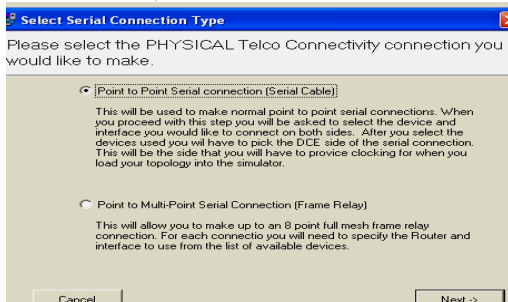 Select Serial Connection Type
Please select the PHYSICAL Telco Connectivity connection you
would like to make.
Point to Point Serial connection (Serial Cable)
This will be used to make normal point to point serial connections. When
you proceed with this step you will be asked to select the device and
interface you would like to connect on both sides. After you select the
devices used you wil have to pick the DCE side of the serial connection.
This will be the side that you will have to provice clocking for when you
load your topology into the simulator.
Point to Multi-Point Serial Connection (Frame Relay)
This will allow you to make up to an 8 point full mesh frame relay
connection. For each connectio you will need to specify the Router and
interface to use from the list of available devices.
Cancel
Next ->